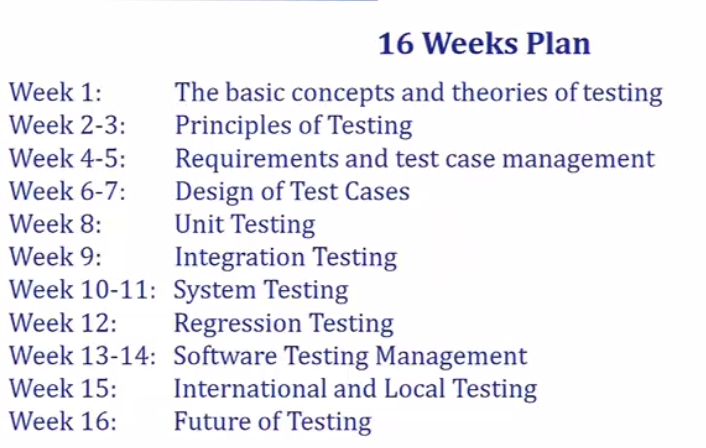 16 Weeks Plan
Week 1: The basic concepts and theories of testing
Week 2-3: Principles of Testing
Week 4-5: Requirements and test case management
Week 6-7: Design of Test Cases
Week 8: Unit Testing
Week 9: Integration Testing
Week 10-11: System Testing
Week 12: Regression Testing
Week 13-14: Software Testing Management
Week 15: International and Local Testing
Week 16: Future of Testing